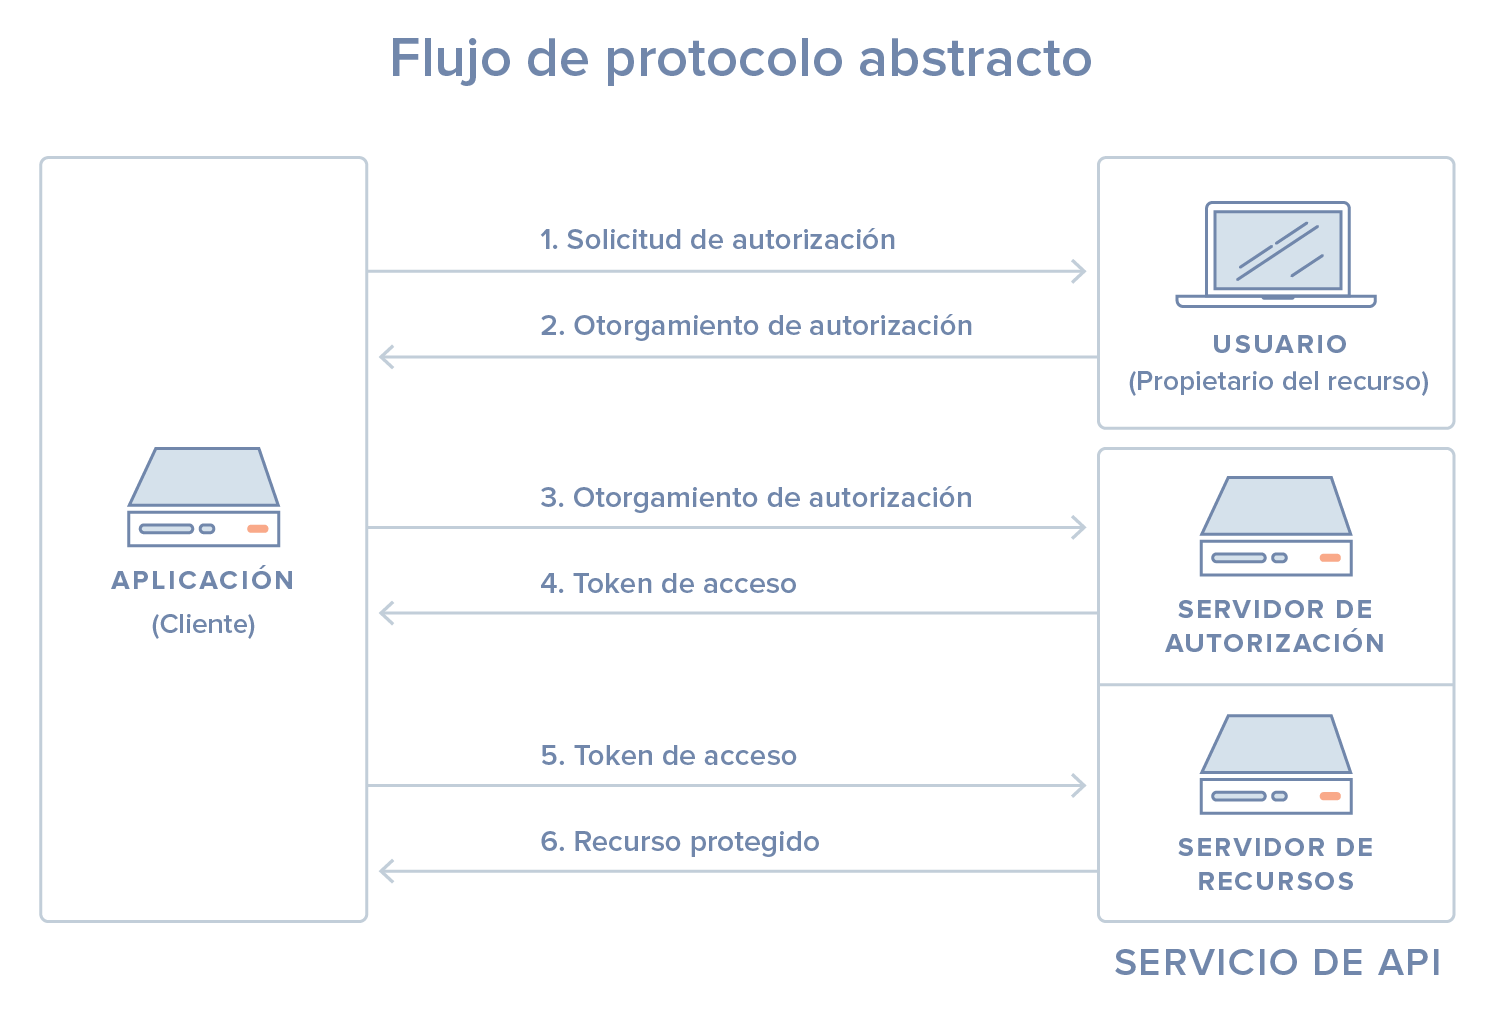 Flujo de protocolo abstracto
1. Solicitud de autorización
2. Otorgamiento de autorización
USUARIO
(Propietario del recurso)
APLICACIÓN
(Cliente)
3. Otorgamiento de autorización
4. Token de acceso
SERVIDOR DE
AUTORIZACIÓN
5. Token de acceso
6. Recurso protegido
SERVIDOR DE
RECURSOS
SERVICIO DE API